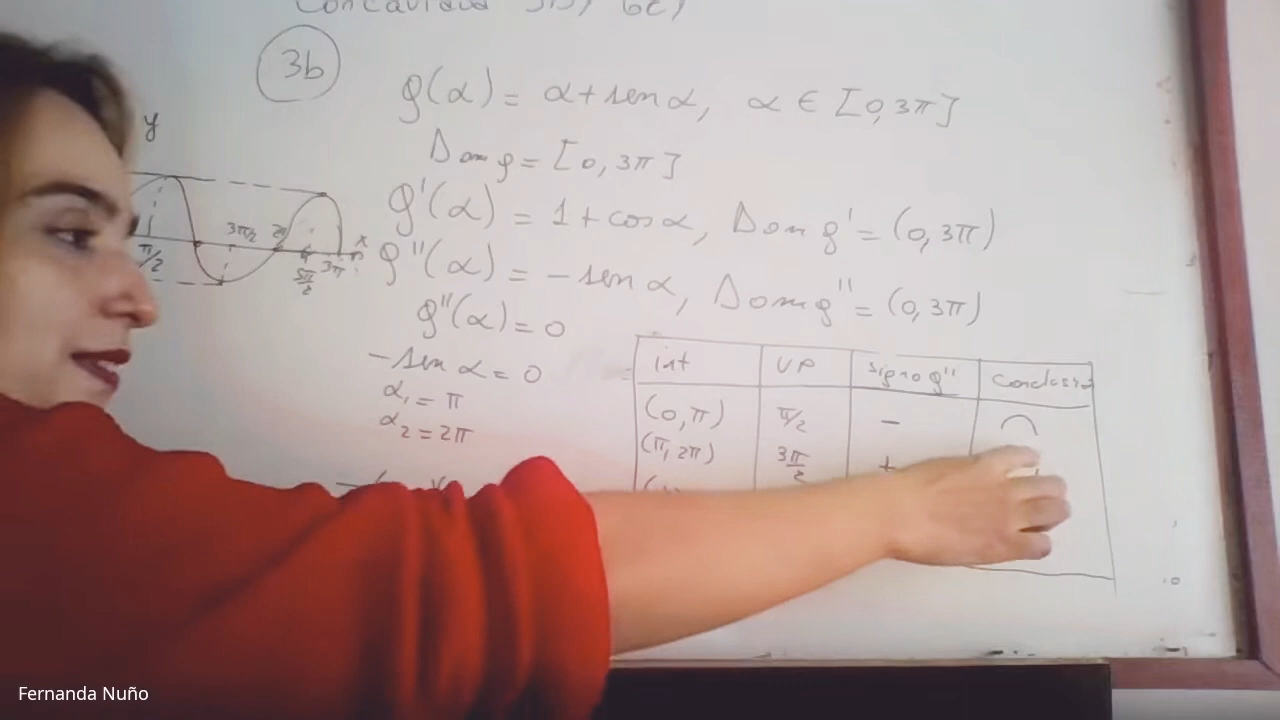 3b
g(α) = α + sen α, α ∈ [0, 3π]
y
Dom g = [0, 3π]
g'(α) = 1 + cos α, Dom g' = (0, 3π)
π/2 3π/2 2π 5π/2 3π x
g''(α) = - sen α, Dom g'' = (0, 3π)
g''(α) = 0
- sen α = 0
α₁ = π
α₂ = 2π
int VP signo g''
(0, π) π/2 - ⌒
(π, 2π) 3π/2 +
Fernanda Nuño